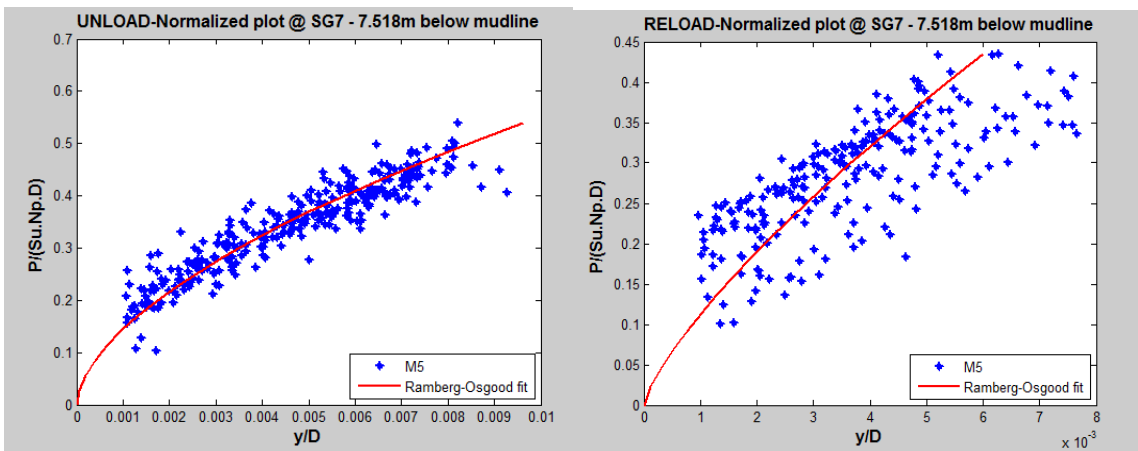 UNLOAD-Normalized plot @ SG7 - 7.518m below mudline
0.7
0.6
0.5
0.4
0.3
0.2
0.1
0
P/(Su.Np.D)
0 0.001 0.002 0.003 0.004 0.005 0.006 0.007 0.008 0.009 0.01
y/D
M5
Ramberg-Osgood fit
RELOAD-Normalized plot @ SG7 - 7.518m below mudline
0.45
0.4
0.35
0.3
0.25
0.2
0.15
0.1
0.05
0
P/(Su.Np.D)
0 1 2 3 4 5 6 7 8
y/D
x 10⁻³
M5
Ramberg-Osgood fit